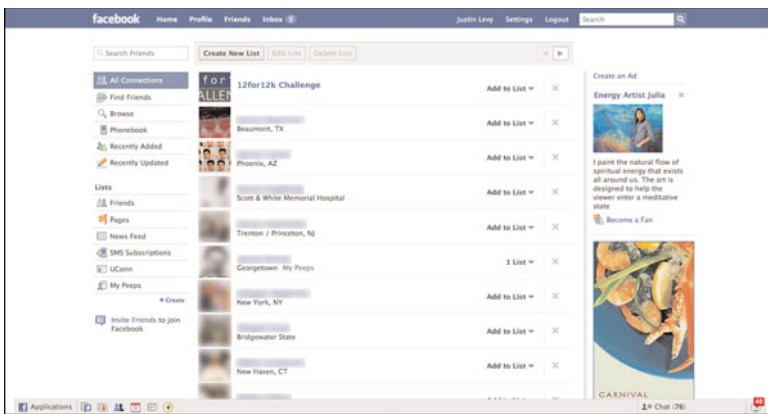 facebook Home Profile Friends Inbox 5 Justin Levy Settings Logout Search
Search Friends
All Connections
Find Friends
Browse
Phonebook
Recently Added
Recently Updated
Lists
Friends
Pages
News Feed
SMS Subscriptions
UConn
My Peeps
+ Create
Invite Friends to join
Facebook
Create New List Edit List Delete List
for
ALLEN
12for12k Challenge Add to List
Beaumont, TX Add to List
Phoenix, AZ Add to List
Scott & White Memorial Hospital Add to List
Trenton / Princeton, NJ Add to List
Georgetown My Peeps 1 List
New York, NY Add to List
Bridgewater State Add to List
New Haven, CT Add to List
Create an Ad
Energy Artist Julia
I paint the natural flow of
spiritual energy that exists
all around us. The art is
designed to help the
viewer enter a meditative
state
Become a Fan
CARNIVAL
Applications Chat (76)